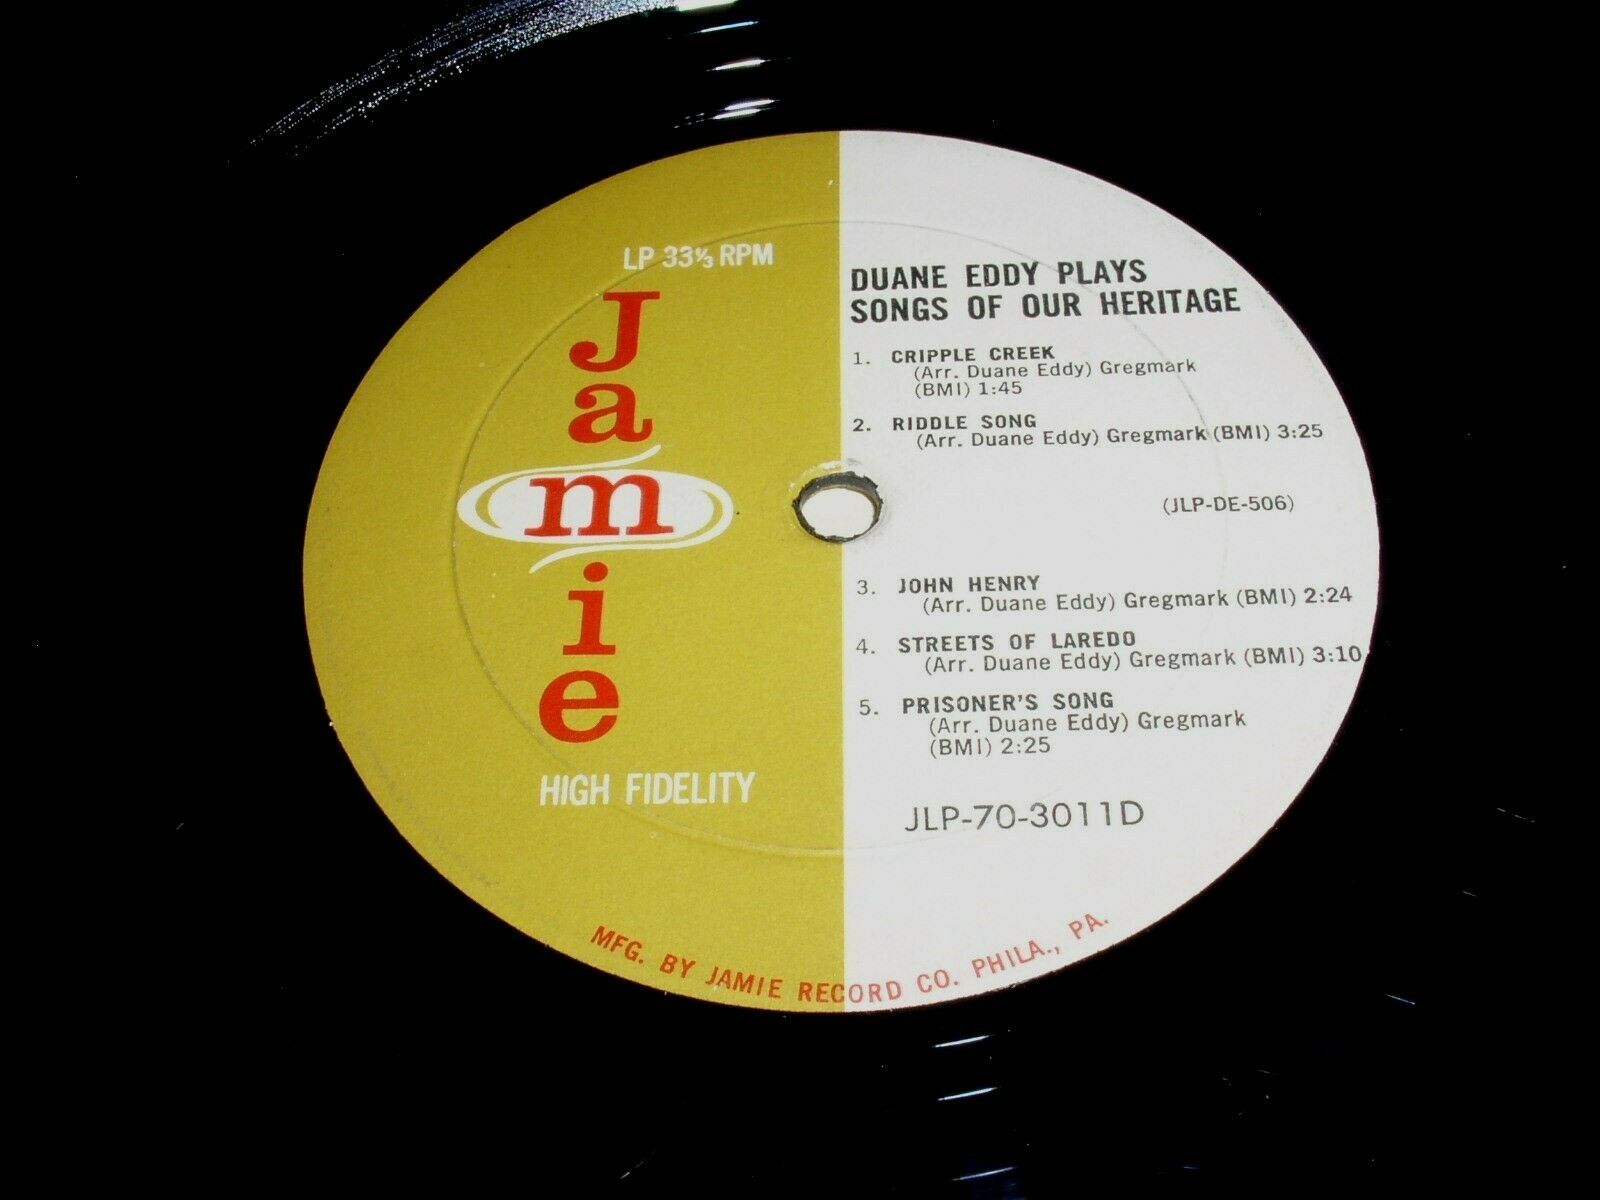 LP 33⅓ RPM
Jamie
HIGH FIDELITY
DUANE EDDY PLAYS
SONGS OF OUR HERITAGE
1. CRIPPLE CREEK
(Arr. Duane Eddy) Gregmark
(BMI) 1:45
2. RIDDLE SONG
(Arr. Duane Eddy) Gregmark (BMI) 3:25
(JLP-DE-506)
3. JOHN HENRY
(Arr. Duane Eddy) Gregmark (BMI) 2:24
4. STREETS OF LAREDO
(Arr. Duane Eddy) Gregmark (BMI) 3:10
5. PRISONER'S SONG
(Arr. Duane Eddy) Gregmark
(BMI) 2:25
JLP-70-3011D
MFG. BY JAMIE RECORD CO. PHILA., PA.